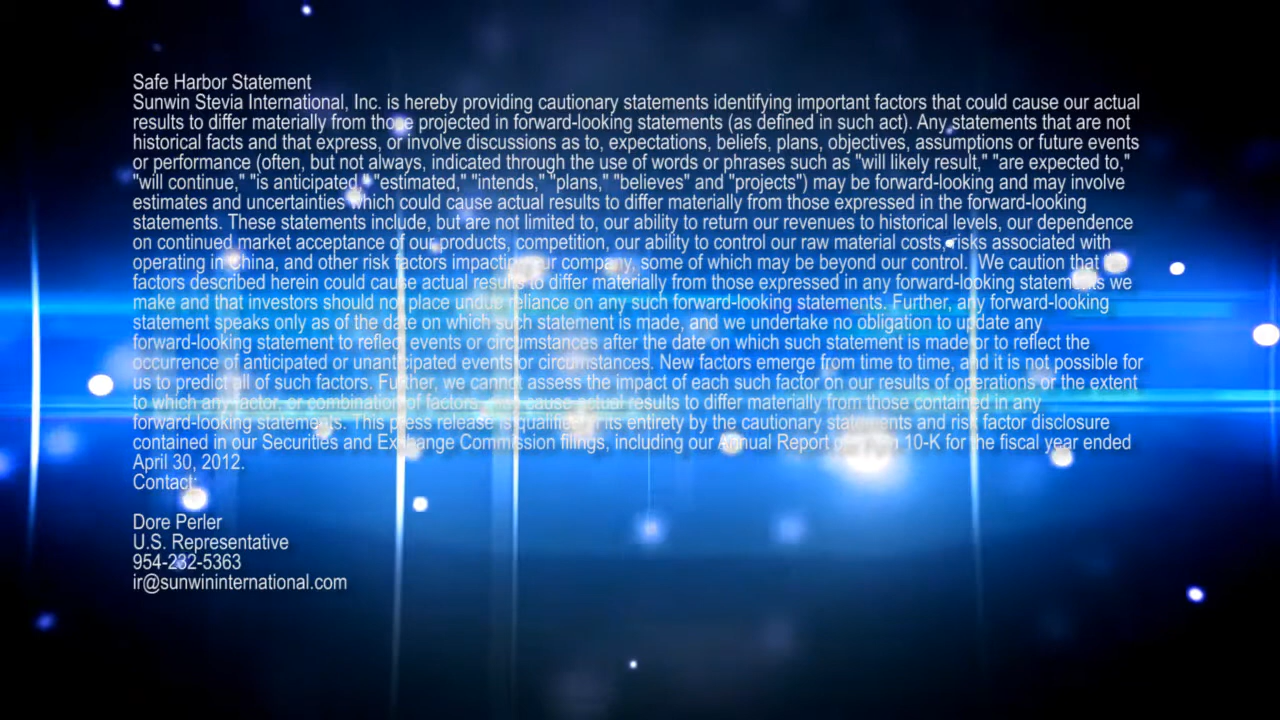 Safe Harbor Statement
Sunwin Stevia International, Inc. is hereby providing cautionary statements identifying important factors that could cause our actual
results to differ materially from those projected in forward-looking statements (as defined in such act). Any statements that are not
historical facts and that express, or involve discussions as to, expectations, beliefs, plans, objectives, assumptions or future events
or performance (often, but not always, indicated through the use of words or phrases such as "will likely result," "are expected to,"
"will continue," "is anticipated," "estimated," "intends," "plans," "believes" and "projects") may be forward-looking and may involve
estimates and uncertainties which could cause actual results to differ materially from those expressed in the forward-looking
statements. These statements include, but are not limited to, our ability to return our revenues to historical levels, our dependence
on continued market acceptance of our products, competition, our ability to control our raw material costs, risks associated with
operating in China, and other risk factors impacting our company, some of which may be beyond our control. We caution that
factors described herein could cause actual results to differ materially from those expressed in any forward-looking statements we
make and that investors should not place undue reliance on any such forward-looking statements. Further, any forward-looking
statement speaks only as of the date on which such statement is made, and we undertake no obligation to update any
forward-looking statement to reflect events or circumstances after the date on which such statement is made or to reflect the
occurrence of anticipated or unanticipated events or circumstances. New factors emerge from time to time, and it is not possible for
us to predict all of such factors. Further, we cannot assess the impact of each such factor on our results of operations or the extent
to which any factor, or combination of factors, cause actual results to differ materially from those contained in any
forward-looking statements. This press release is qualified its entirety by the cautionary statements and risk factor disclosure
contained in our Securities and Exchange Commission filings, including our Annual Report 10-K for the fiscal year ended
April 30, 2012.
Contact:
Dore Perler
U.S. Representative
954-232-5363
ir@sunwininternational.com